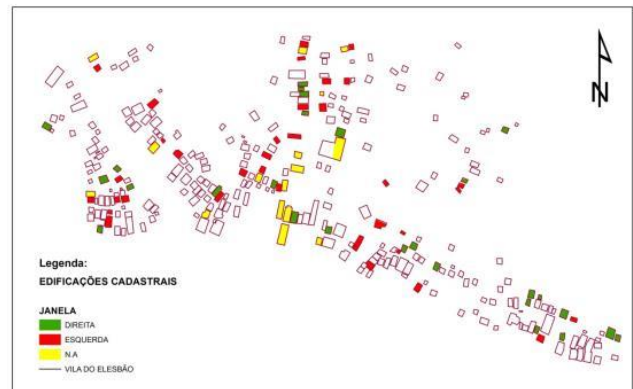 N
Legenda:
EDIFICAÇÕES CADASTRAIS
JANELA
DIREITA
ESQUERDA
N.A
VILA DO ELESBÃO